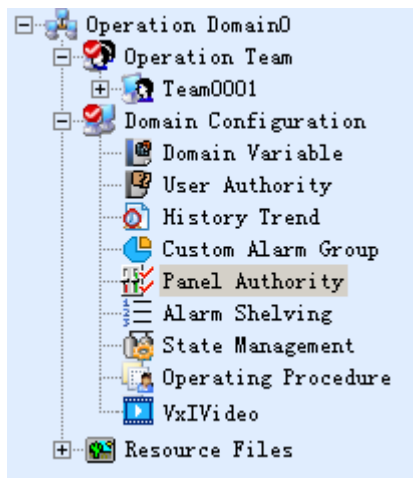 Operation Domain0
Operation Team
Team0001
Domain Configuration
Domain Variable
User Authority
History Trend
Custom Alarm Group
Panel Authority
Alarm Shelving
State Management
Operating Procedure
VxIVideo
Resource Files